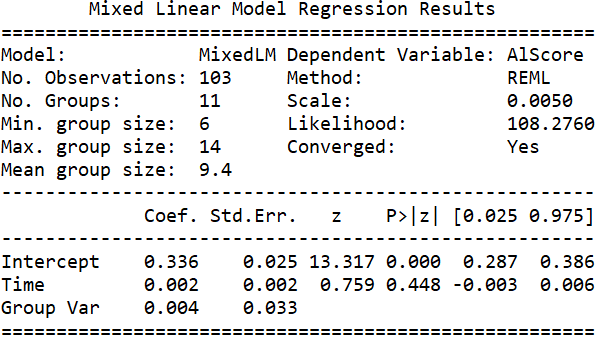 Mixed Linear Model Regression Results
===========================================================
Model: MixedLM Dependent Variable: AlScore
No. Observations: 103 Method: REML
No. Groups: 11 Scale: 0.0050
Min. group size: 6 Likelihood: 108.2760
Max. group size: 14 Converged: Yes
Mean group size: 9.4
-----------------------------------------------------------
Coef. Std.Err. z P>|z| [0.025 0.975]
-----------------------------------------------------------
Intercept 0.336 0.025 13.317 0.000 0.287 0.386
Time 0.002 0.002 0.759 0.448 -0.003 0.006
Group Var 0.004 0.033
===========================================================